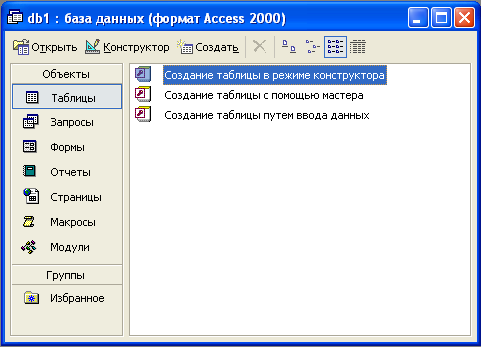 db1 : база данных (формат Access 2000)
Открыть Конструктор Создать
Объекты
Таблицы
Запросы
Формы
Отчеты
Страницы
Макросы
Модули
Группы
Избранное
Создание таблицы в режиме конструктора
Создание таблицы с помощью мастера
Создание таблицы путем ввода данных